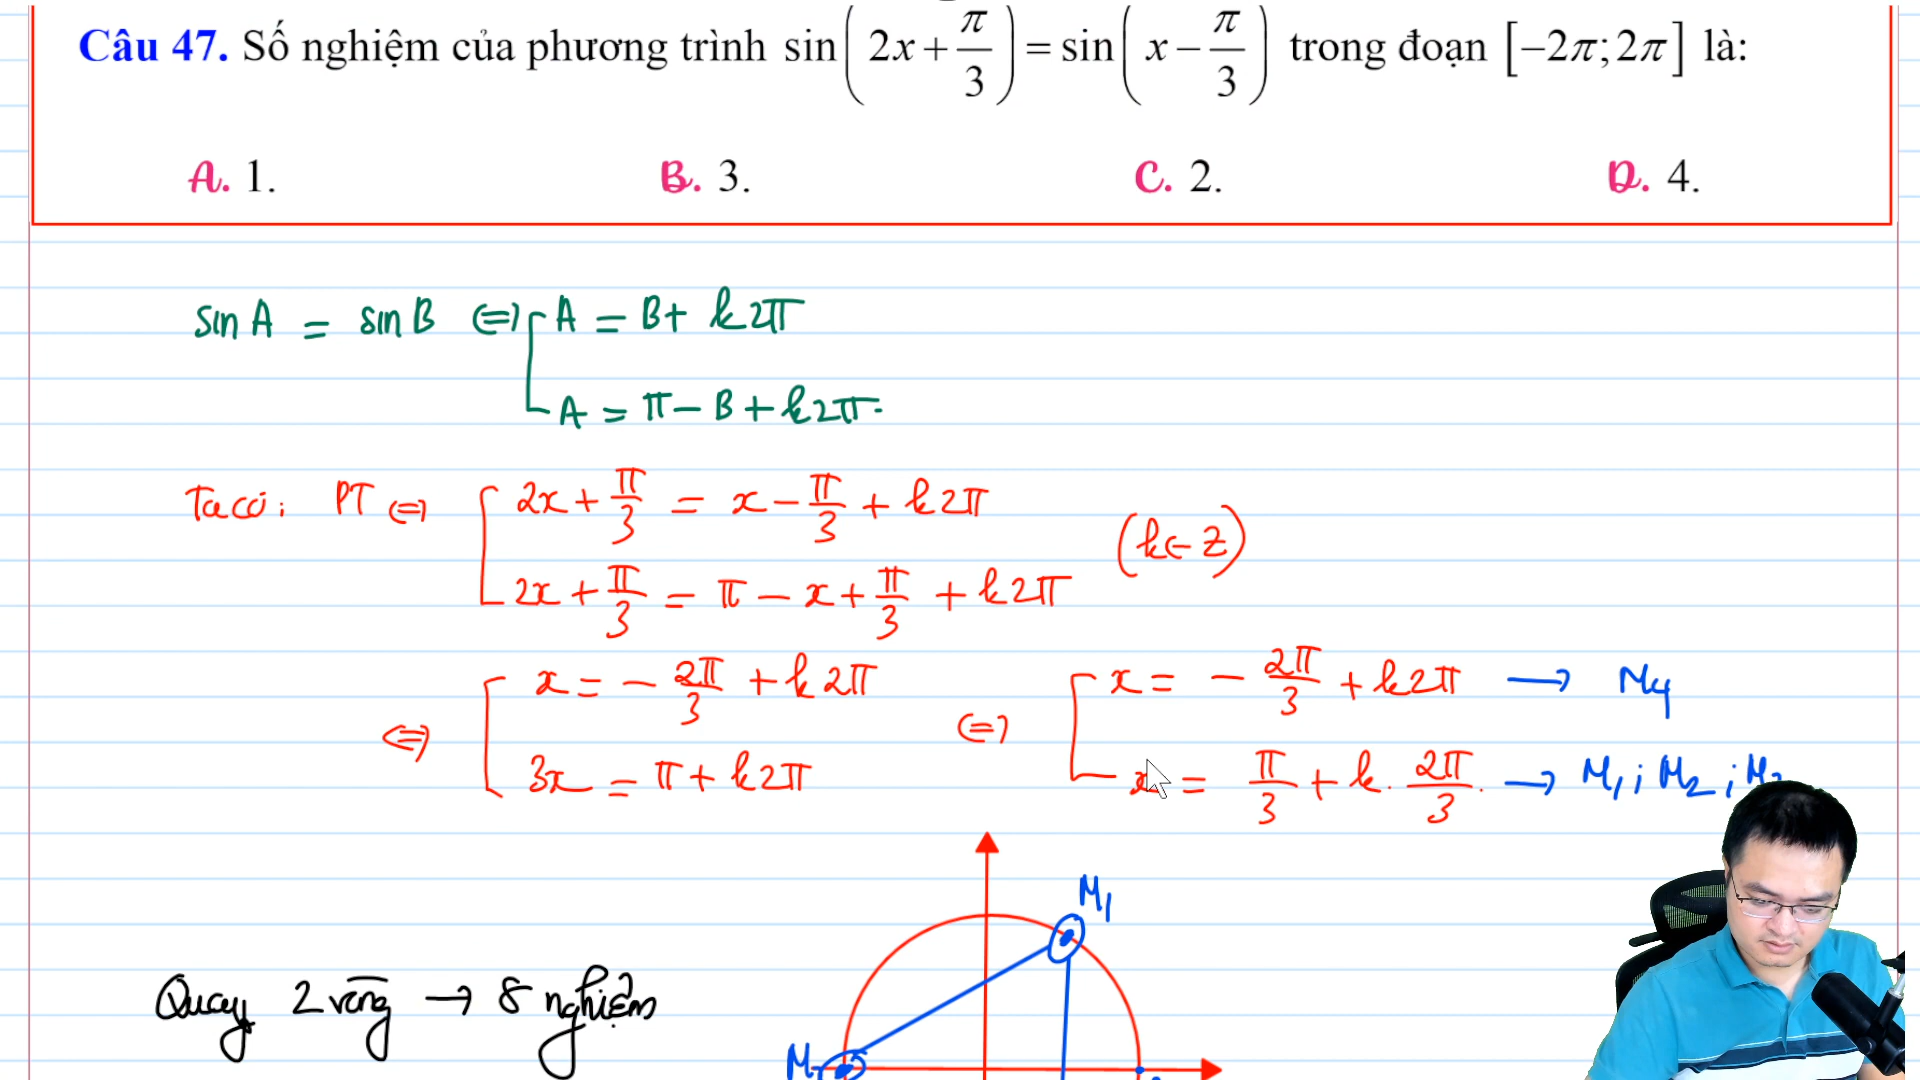 Câu 47. Số nghiệm của phương trình sin(2x + π/3) = sin(x − π/3) trong đoạn [−2π; 2π] là:
A. 1. B. 3. C. 2. D. 4.
sin A = sin B ⇔ [ A = B + k2π
A = π − B + k2π.
Ta có: PT ⇔ [ 2x + π/3 = x − π/3 + k2π
(k ∈ Z)
2x + π/3 = π − x + π/3 + k2π
⇔ [ x = − 2π/3 + k2π ⇔ [ x = − 2π/3 + k2π → M4
3x = π + k2π x = π/3 + k. 2π/3. → M1 ; M2 ;
M1
Quay 2 vòng → 8 nghiệm